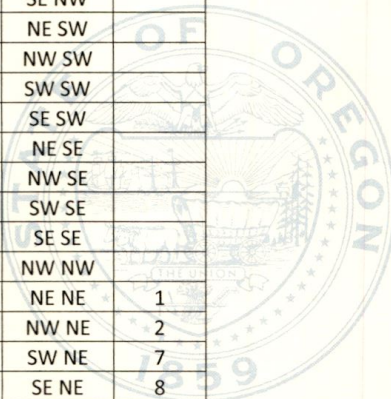 SE NW
NE SW
NW SW
SW SW
SE SW
NE SE
NW SE
SW SE
SE SE
NW NW
NE NE 1
NW NE 2
SW NE 7
SE NE 8
STATE OF OREGON
THE UNION
1859